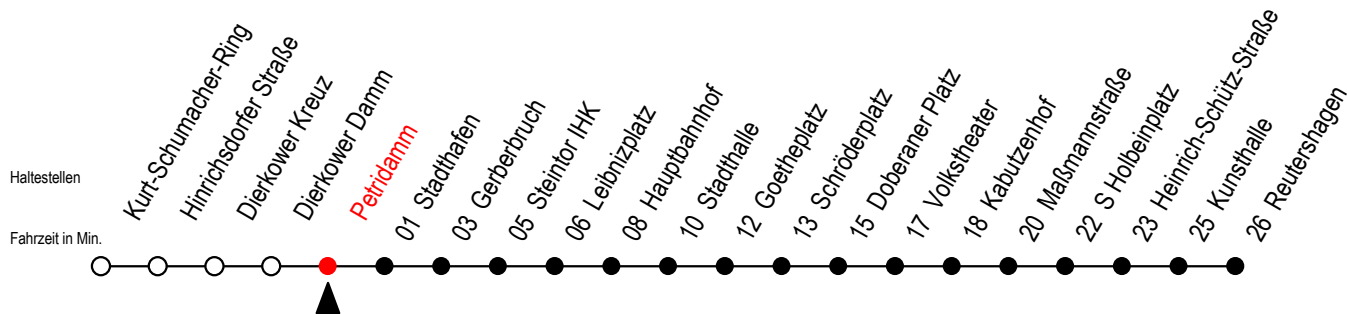 Kurt-Schumacher-Ring
Hinrichsdorfer Straße
Dierkower Kreuz
Dierkower Damm
Petridamm
01 Stadthafen
03 Gerberbruch
05 Steintor IHK
06 Leibnizplatz
08 Hauptbahnhof
10 Stadthalle
12 Goetheplatz
13 Schröderplatz
15 Doberaner Platz
17 Volkstheater
18 Kabutzenhof
20 Maßmannstraße
22 S Holbeinplatz
23 Heinrich-Schütz-Straße
25 Kunsthalle
26 Reutershagen
Haltestellen
Fahrzeit in Min.